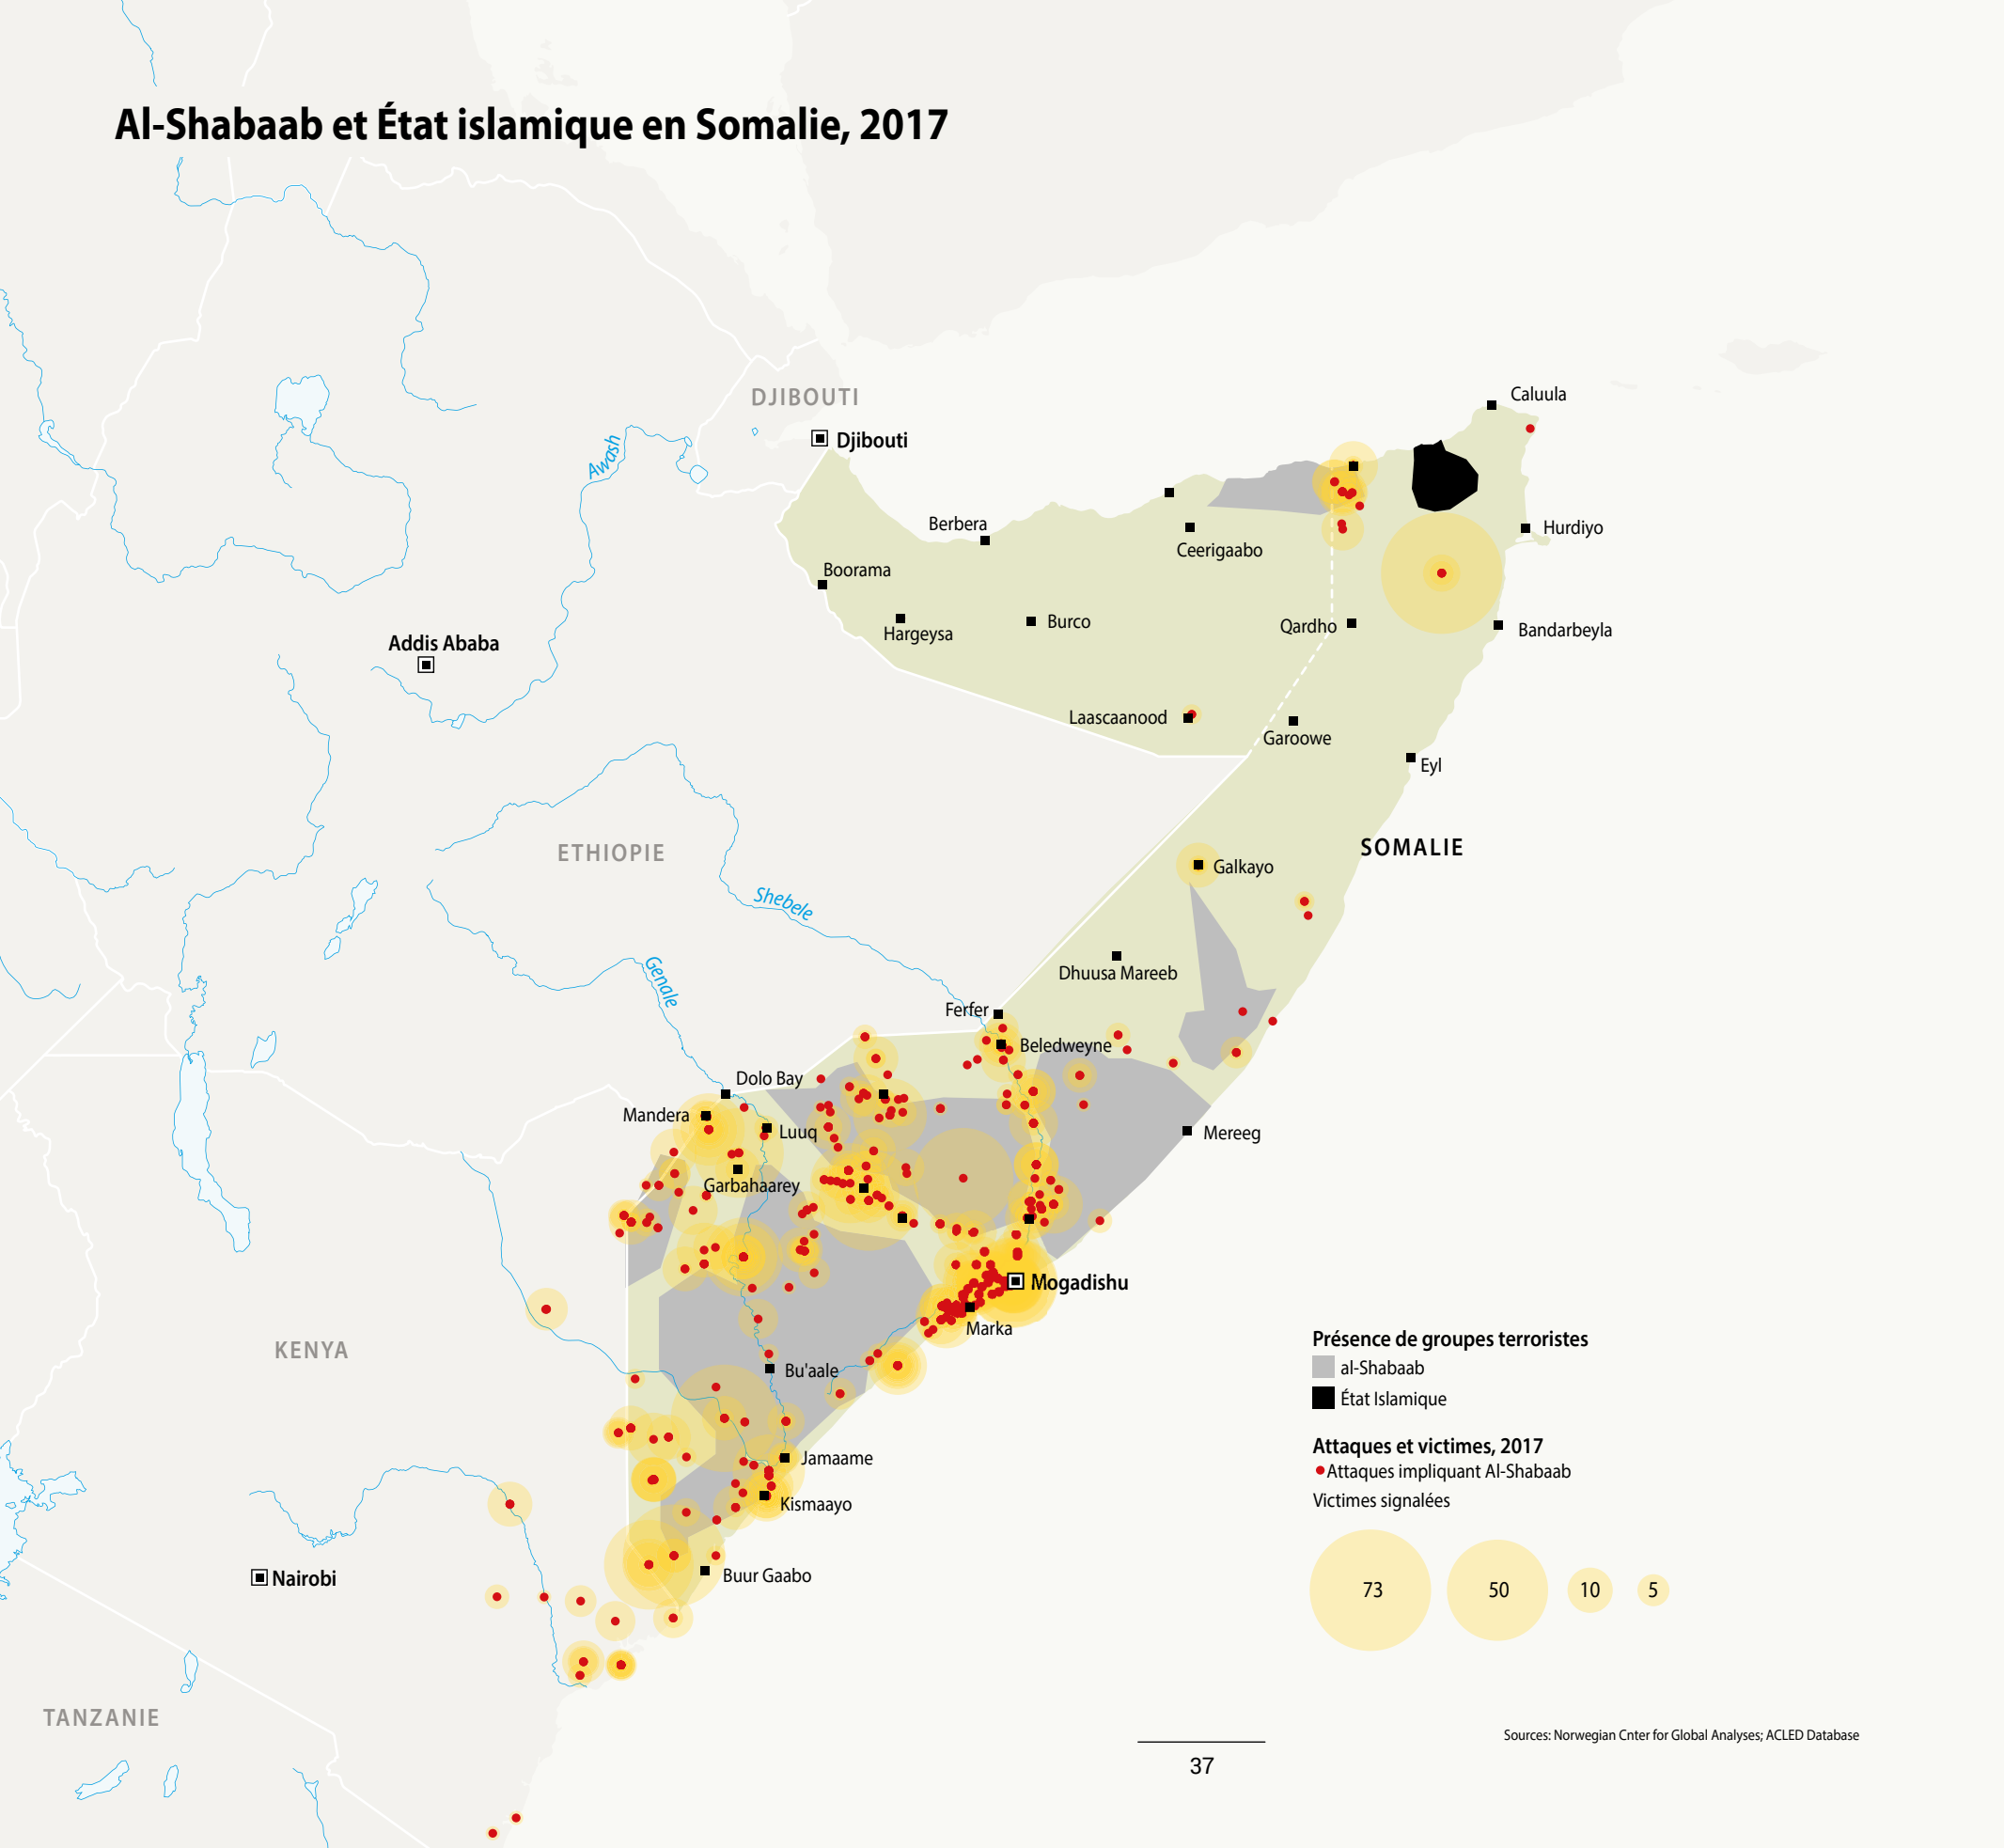 Al-Shabaab et État islamique en Somalie, 2017
DJIBOUTI
Djibouti
Caluula
Awash
Berbera
Hurdiyo
Ceerigaabo
Boorama
Hargeysa
Burco
Qardho
Bandarbeyla
Addis Ababa
Laascaanood
Garoowe
Eyl
ETHIOPIE
SOMALIE
Galkayo
Shebele
Genale
Dhuusa Mareeb
Ferfer
Beledweyne
Dolo Bay
Mandera
Luuq
Mereeg
Garbahaarey
Mogadishu
Marka
KENYA
Bu'aale
Jamaame
Kismaayo
Nairobi
Buur Gaabo
TANZANIE
Présence de groupes terroristes
al-Shabaab
État Islamique
Attaques et victimes, 2017
Attaques impliquant Al-Shabaab
Victimes signalées
73
50
10
5
Sources: Norwegian Cnter for Global Analyses; ACLED Database
37